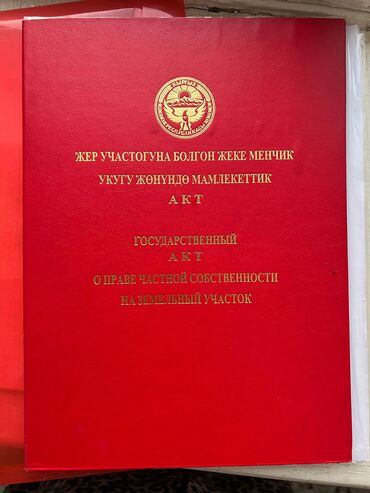 ЖЕР УЧАСТОГУНА БОЛГОН ЖЕКЕ МЕНЧИК
УКУГУ ЖӨНҮНДӨ МАМЛЕКЕТТИК
АКТ
ГОСУДАРСТВЕННЫЙ
АКТ
О ПРАВЕ ЧАСТНОЙ СОБСТВЕННОСТИ
НА ЗЕМЕЛЬНЫЙ УЧАСТОК